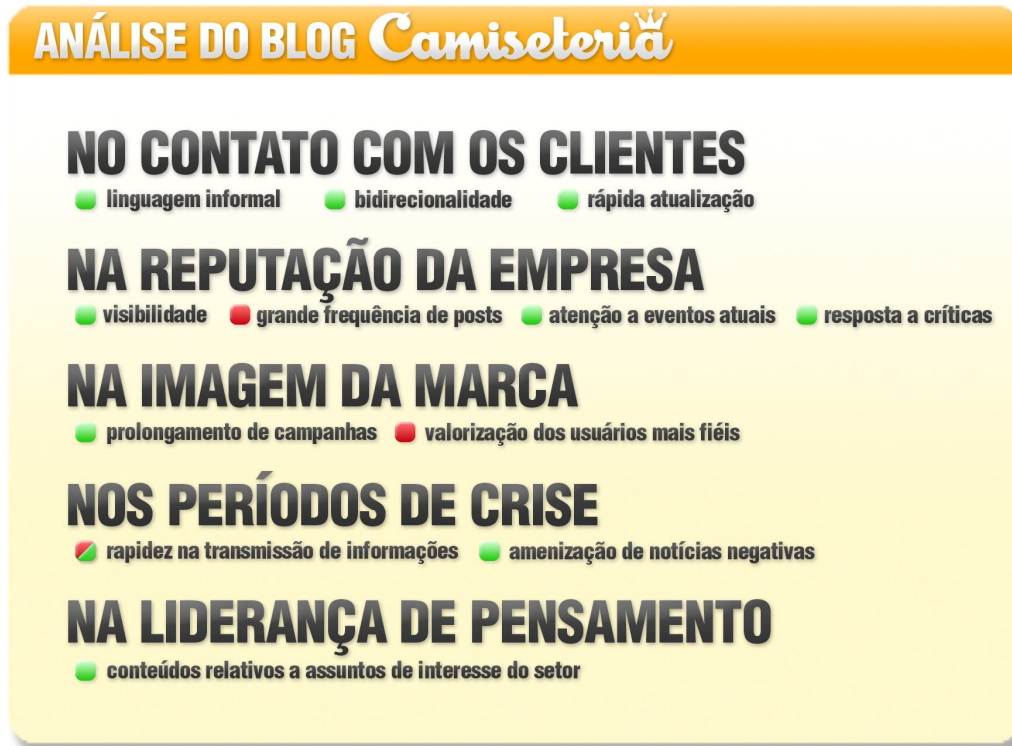 ANÁLISE DO BLOG Camiseteria
NO CONTATO COM OS CLIENTES
linguagem informal bidirecionalidade rápida atualização
NA REPUTAÇÃO DA EMPRESA
visibilidade grande frequência de posts atenção a eventos atuais resposta a críticas
NA IMAGEM DA MARCA
prolongamento de campanhas valorização dos usuários mais fiéis
NOS PERÍODOS DE CRISE
rapidez na transmissão de informações amenização de notícias negativas
NA LIDERANÇA DE PENSAMENTO
conteúdos relativos a assuntos de interesse do setor